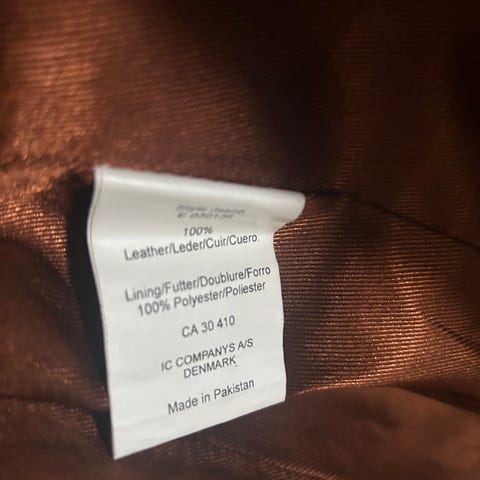 100%
Leather/Leder/Cuir/Cuero.
Lining/Futter/Doublure/Forro
100% Polyester/Poliester
CA 30 410
IC COMPANYS A/S
DENMARK
Made in Pakistan